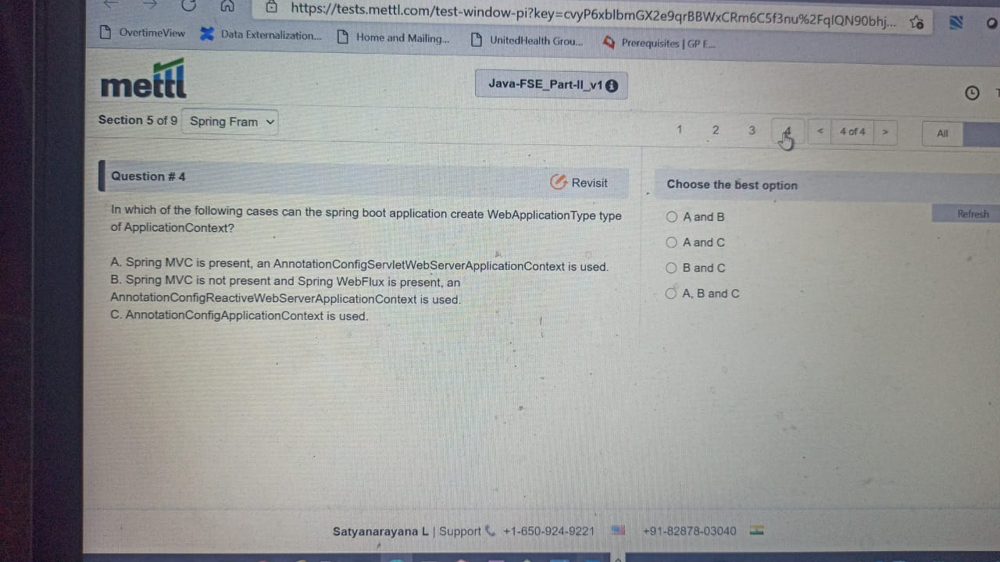 https://tests.mettl.com/test-window-pi?key=cvyP6xblbmGX2e9qrBBWxCRm6C5f3nu%2FqlQN90bhj...
OvertimeView Data Externalization... Home and Mailing... UnitedHealth Grou... Prerequisites | GP E...
mettl
Java-FSE_Part-II_v1
Section 5 of 9 Spring Fram
1 2 3 4 < 4 of 4 > All
Question # 4 Revisit
In which of the following cases can the spring boot application create WebApplicationType type
of ApplicationContext?
A. Spring MVC is present, an AnnotationConfigServletWebServerApplicationContext is used.
B. Spring MVC is not present and Spring WebFlux is present, an
AnnotationConfigReactiveWebServerApplicationContext is used.
C. AnnotationConfigApplicationContext is used.
Choose the best option
Refresh
A and B
A and C
B and C
A, B and C
Satyanarayana L | Support +1-650-924-9221 +91-82878-03040